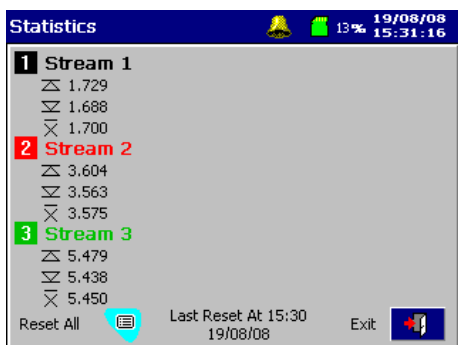 Statistics 13% 19/08/08
15:31:16
1 Stream 1
1.729
1.688
X 1.700
2 Stream 2
3.604
3.563
X 3.575
3 Stream 3
5.479
5.438
X 5.450
Reset All Last Reset At 15:30 Exit
19/08/08